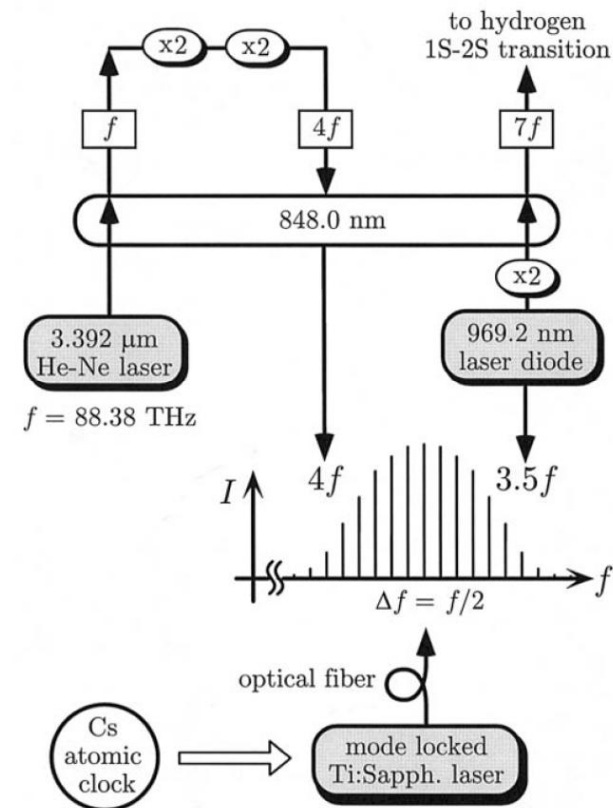 to hydrogen
1S-2S transition
x2
x2
f
4f
7f
848.0 nm
x2
3.392 μm
He-Ne laser
969.2 nm
laser diode
f = 88.38 THz
4f
3.5f
I
f
Δf = f/2
optical fiber
Cs
atomic
clock
mode locked
Ti:Sapph. laser